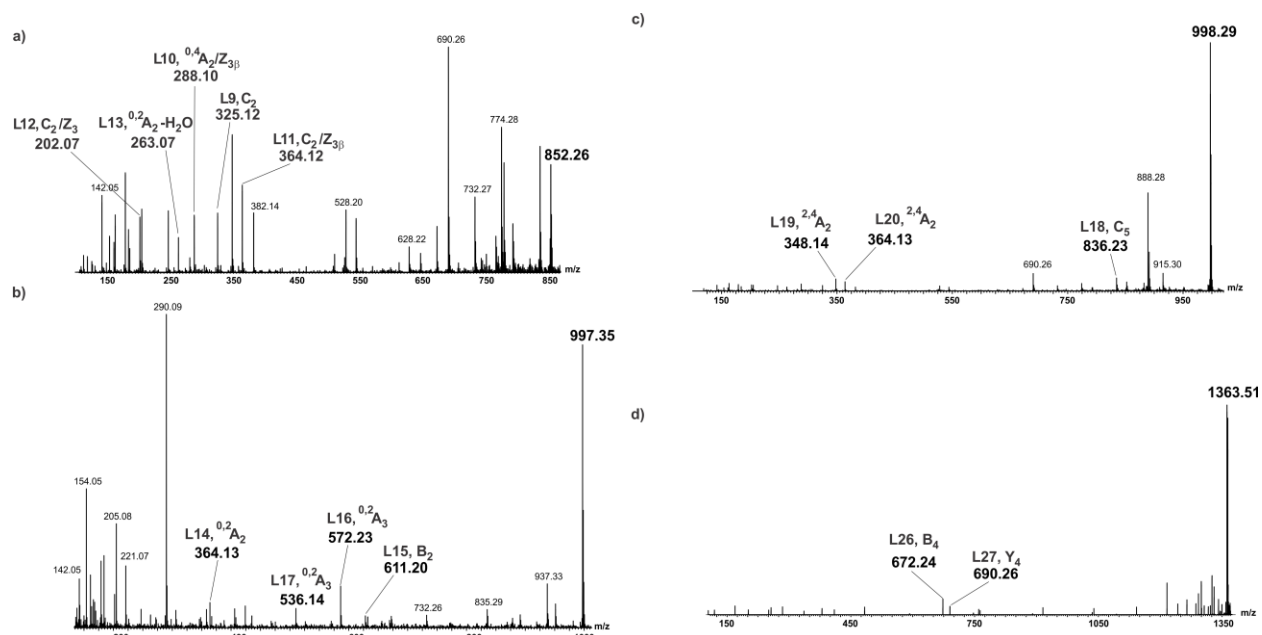 a)
690.26
L10, 0,4A2/Z3β
288.10
L9, C2
325.12
L12, C2/Z3
202.07
L13, 0,2A2-H2O
263.07
L11, C2/Z3β
364.12
774.28
852.26
142.05
732.27
382.14
528.20
628.22
150
250
350
450
550
650
750
850
m/z
b)
290.09
997.35
154.05
205.08
L14, 0,2A2
364.13
L16, 0,2A3
572.23
L17, 0,2A3
536.14
L15, B2
611.20
221.07
142.05
937.33
835.29
732.26
m/z
c)
998.29
888.28
L19, 2,4A2
348.14
L20, 2,4A2
364.13
L18, C5
836.23
690.26
915.30
150
350
550
750
950
m/z
d)
1363.51
L26, B4
672.24
L27, Y4
690.26
150
450
750
1050
1350
m/z